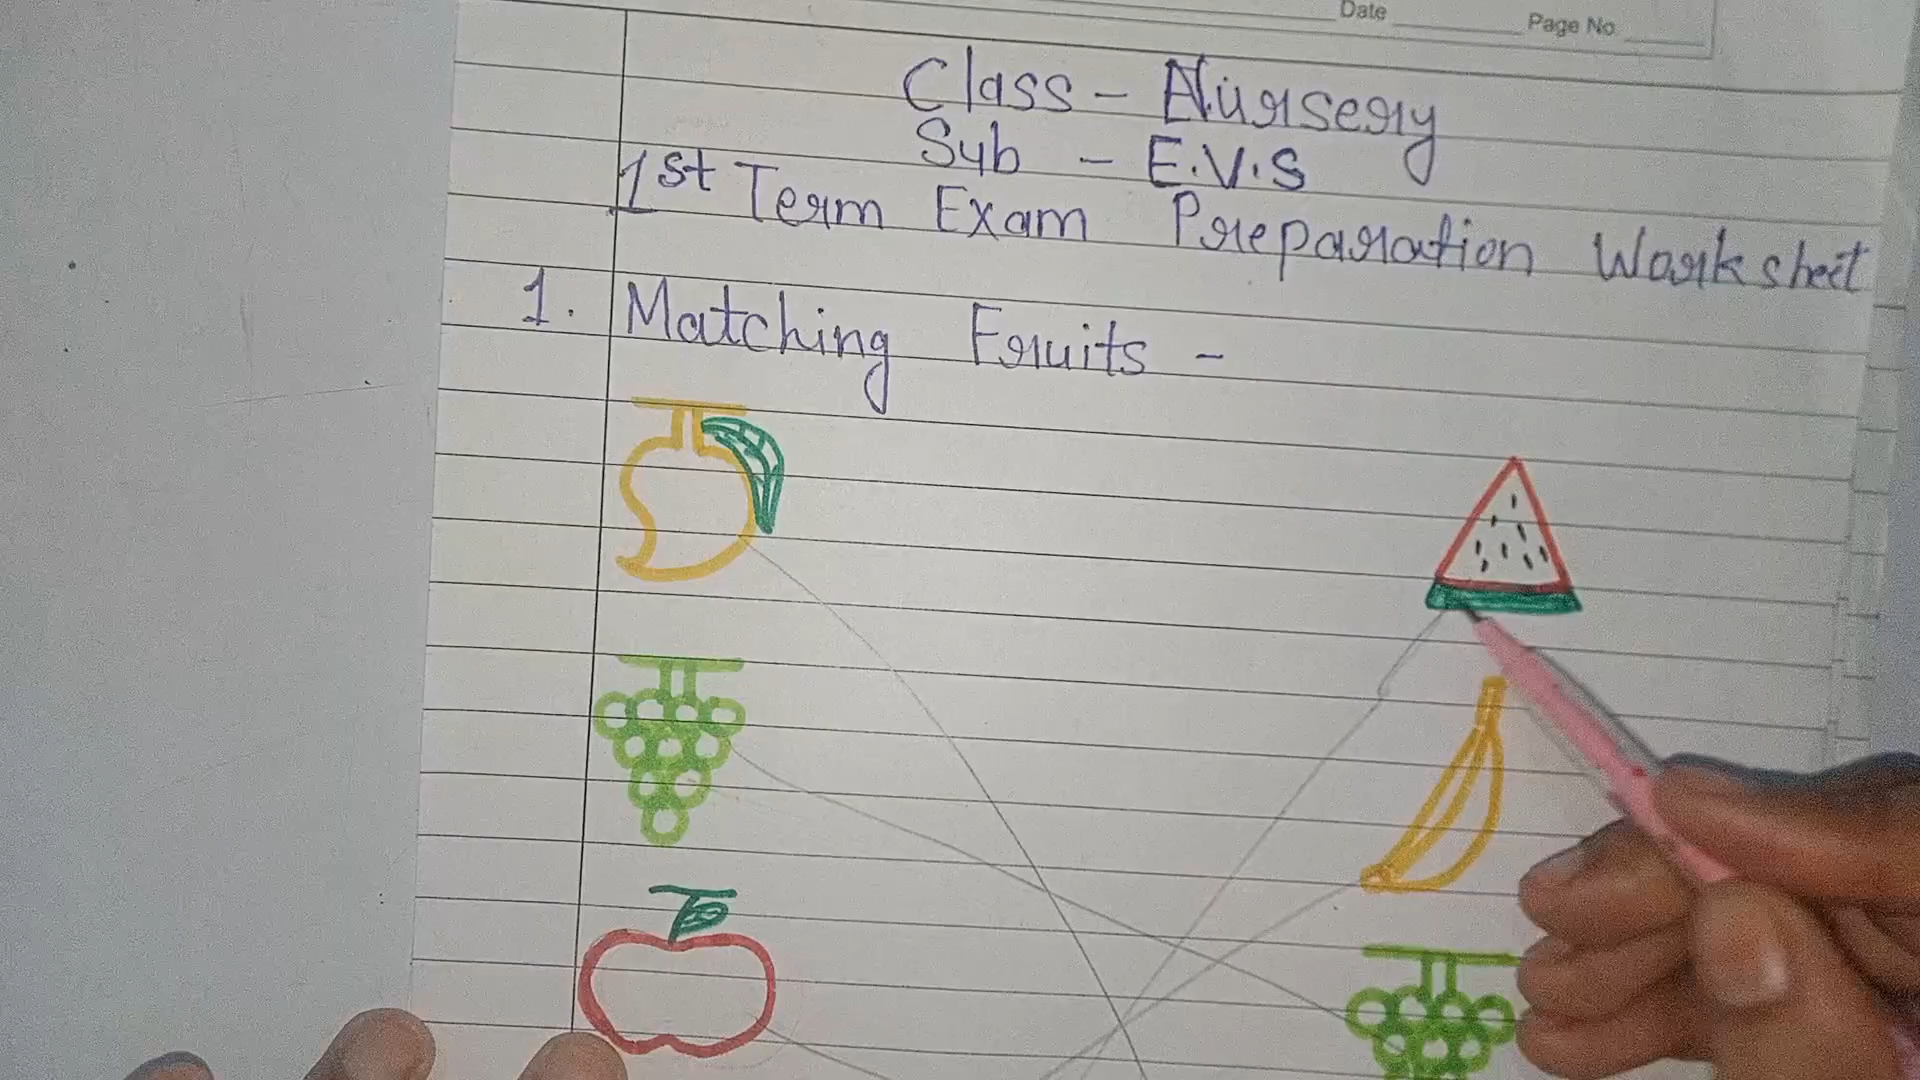 Date Page No
Class - Nursery
Sub - E.V.S
1st Term Exam Preparation Worksheet
1. Matching Fruits -